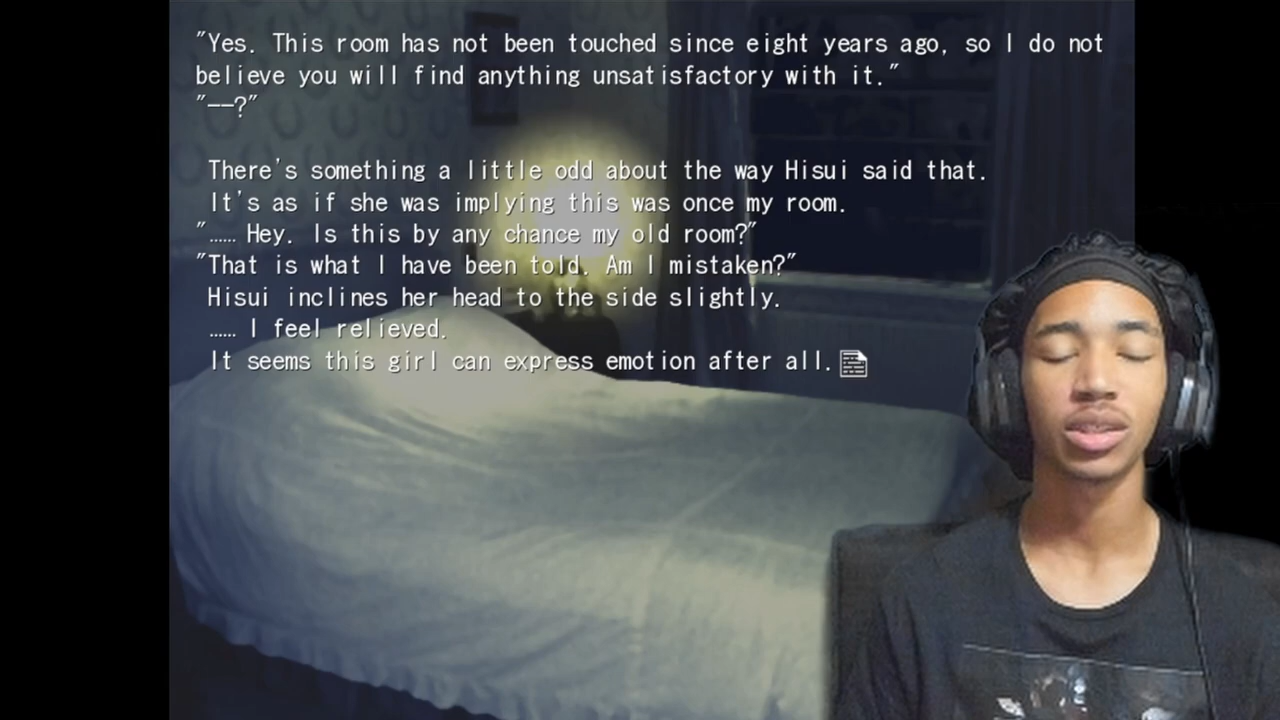 "Yes. This room has not been touched since eight years ago, so I do not
believe you will find anything unsatisfactory with it."
"——?"
There's something a little odd about the way Hisui said that.
It's as if she was implying this was once my room.
"…… Hey. Is this by any chance my old room?"
"That is what I have been told. Am I mistaken?"
Hisui inclines her head to the side slightly.
…… I feel relieved.
It seems this girl can express emotion after all.